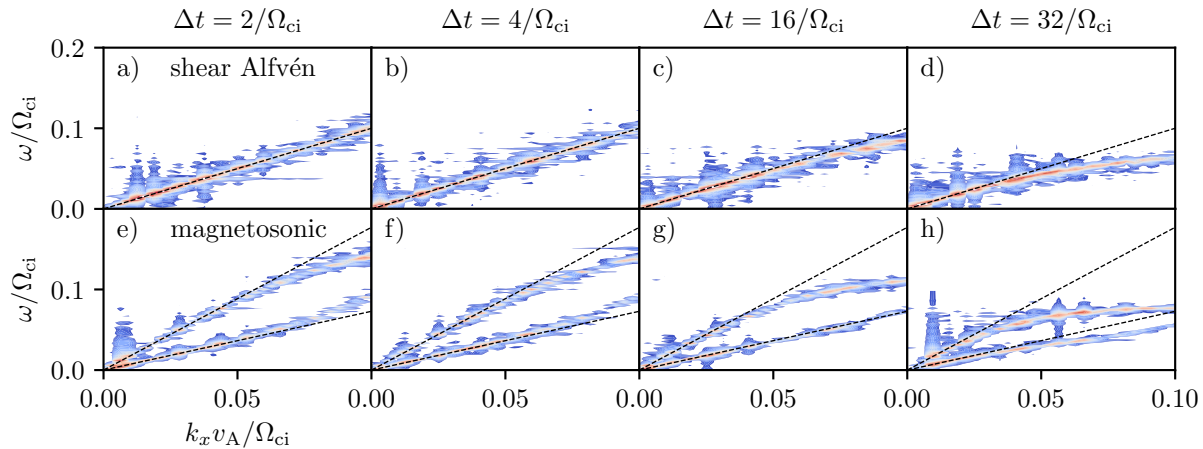 Δt = 2/Ω_ci Δt = 4/Ω_ci Δt = 16/Ω_ci Δt = 32/Ω_ci
0.2
a) shear Alfvén b) c) d)
ω/Ω_ci
0.1
0.0
e) magnetosonic f) g) h)
ω/Ω_ci
0.1
0.0
0.00 0.05 0.00 0.05 0.00 0.05 0.00 0.05 0.10
k_x v_A/Ω_ci